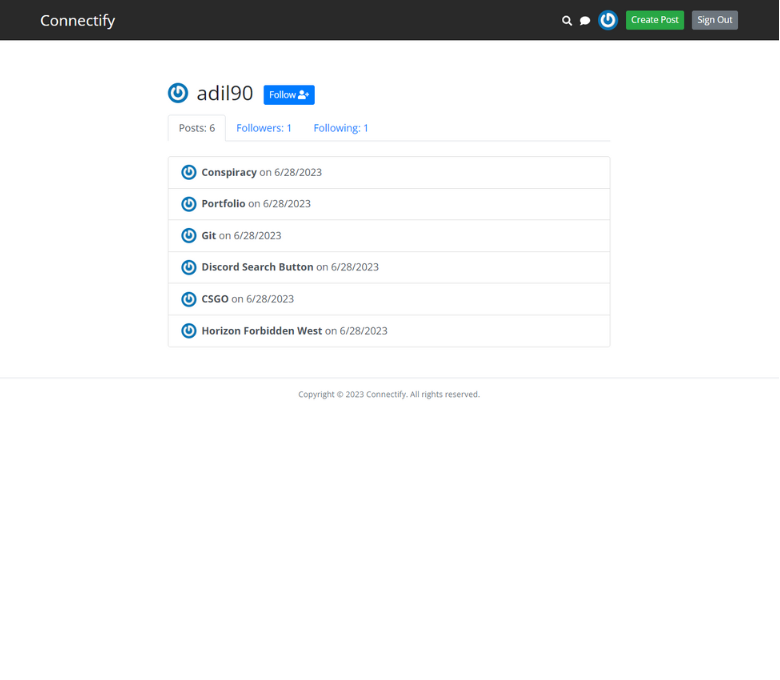 Connectify
Create Post
Sign Out
adil90
Follow
Posts: 6
Followers: 1
Following: 1
Conspiracy on 6/28/2023
Portfolio on 6/28/2023
Git on 6/28/2023
Discord Search Button on 6/28/2023
CSGO on 6/28/2023
Horizon Forbidden West on 6/28/2023
Copyright © 2023 Connectify. All rights reserved.